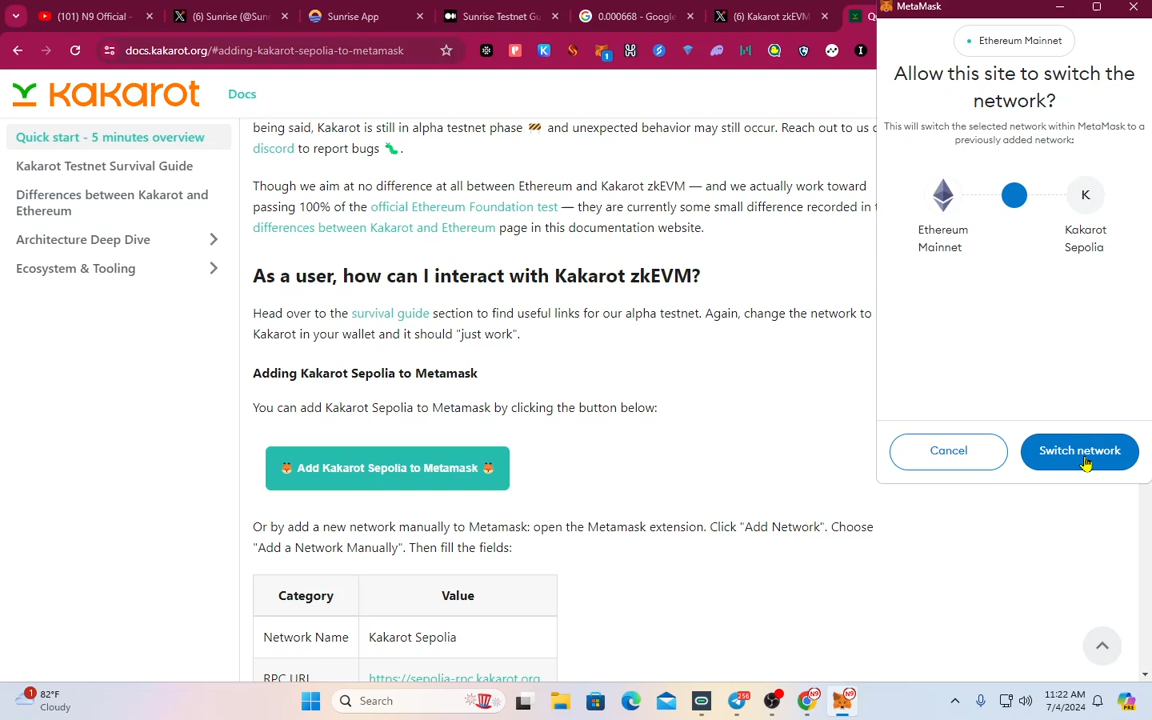 (101) N9 Official -
(6) Sunrise (@Sun
Sunrise App
Sunrise Testnet Gu
0.000668 - Google
(6) Kakarot zkEVM
MetaMask
docs.kakarot.org/#adding-kakarot-sepolia-to-metamask
Ethereum Mainnet
Allow this site to switch the
network?
This will switch the selected network within MetaMask to a
previously added network:
K
Ethereum
Mainnet
Kakarot
Sepolia
Cancel
Switch network
kakarot
Docs
Quick start - 5 minutes overview
Kakarot Testnet Survival Guide
Differences between Kakarot and
Ethereum
Architecture Deep Dive
Ecosystem & Tooling
being said, Kakarot is still in alpha testnet phase 🚧 and unexpected behavior may still occur. Reach out to us
discord to report bugs 🐛.
Though we aim at no difference at all between Ethereum and Kakarot zkEVM — and we actually work toward
passing 100% of the official Ethereum Foundation test — they are currently some small difference recorded in
differences between Kakarot and Ethereum page in this documentation website.
As a user, how can I interact with Kakarot zkEVM?
Head over to the survival guide section to find useful links for our alpha testnet. Again, change the network to
Kakarot in your wallet and it should "just work".
Adding Kakarot Sepolia to Metamask
You can add Kakarot Sepolia to Metamask by clicking the button below:
🦊 Add Kakarot Sepolia to Metamask 🦊
Or by add a new network manually to Metamask: open the Metamask extension. Click "Add Network". Choose
"Add a Network Manually". Then fill the fields:
Category Value
Network Name Kakarot Sepolia
RPC URL https://sepolia-rpc.kakarot.org
1
82°F
Cloudy
Search
256
N9
N9
11:22 AM
7/4/2024